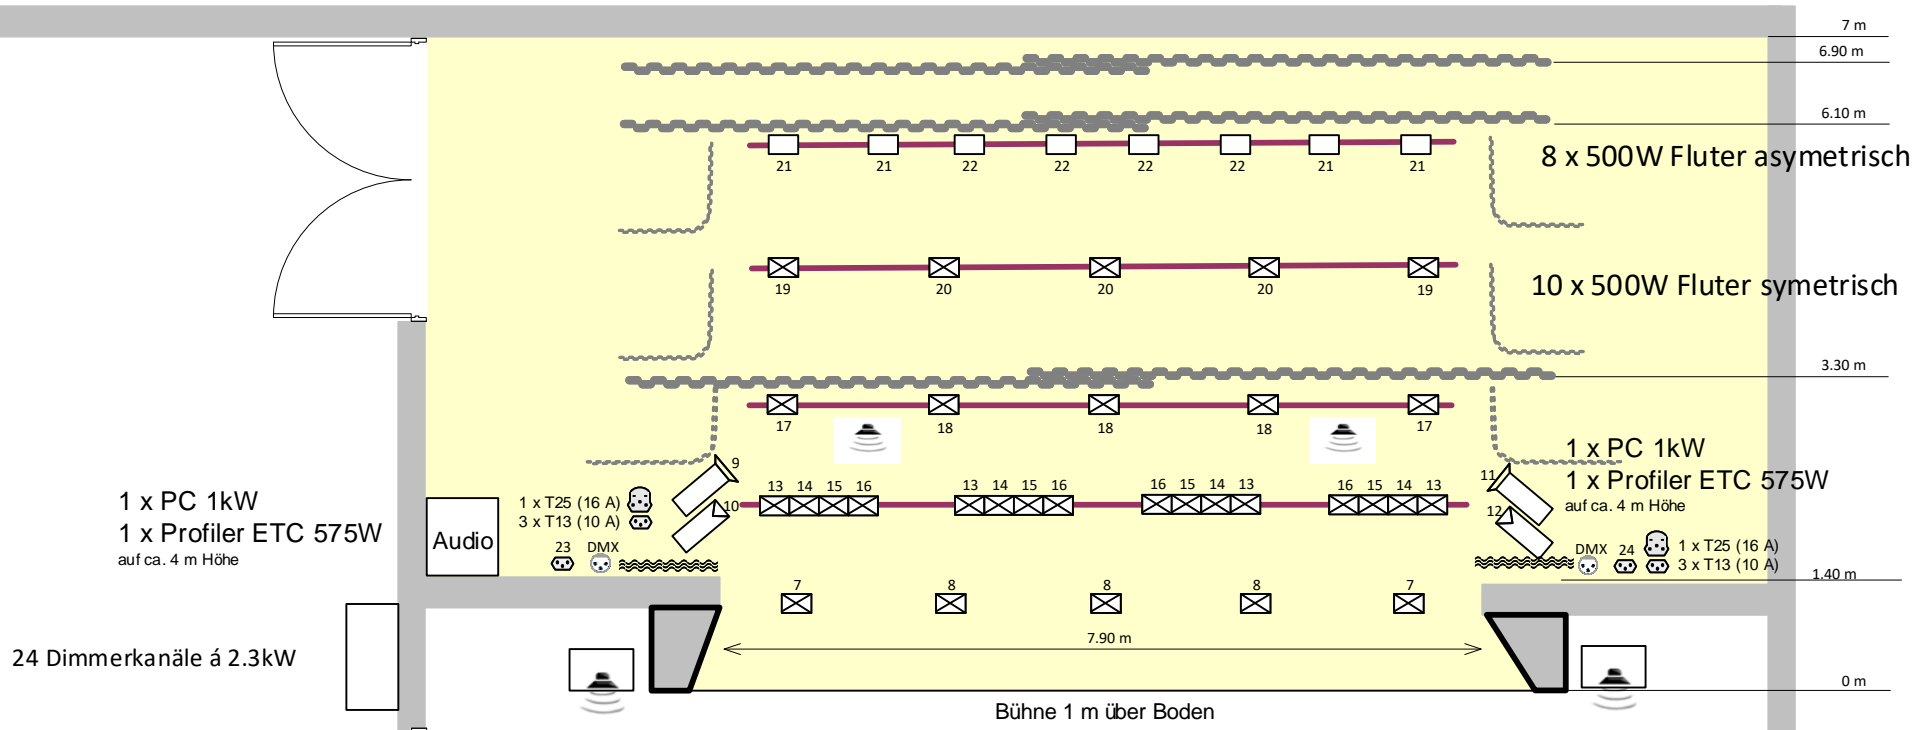 7 m
6.90 m
6.10 m
21 21 22 22 22 22 21 21
8 x 500W Fluter asymetrisch
19 20 20 20 19
10 x 500W Fluter symetrisch
3.30 m
17 18 18 18 17
9
10
11
12
13 14 15 16 13 14 15 16 16 15 14 13 16 15 14 13
1 x PC 1kW
1 x Profiler ETC 575W
auf ca. 4 m Höhe
1 x PC 1kW
1 x Profiler ETC 575W
auf ca. 4 m Höhe
Audio
1 x T25 (16 A)
3 x T13 (10 A)
23 DMX
DMX 24
1 x T25 (16 A)
3 x T13 (10 A)
1.40 m
7 8 8 8 7
7.90 m
24 Dimmerkanäle á 2.3kW
0 m
Bühne 1 m über Boden